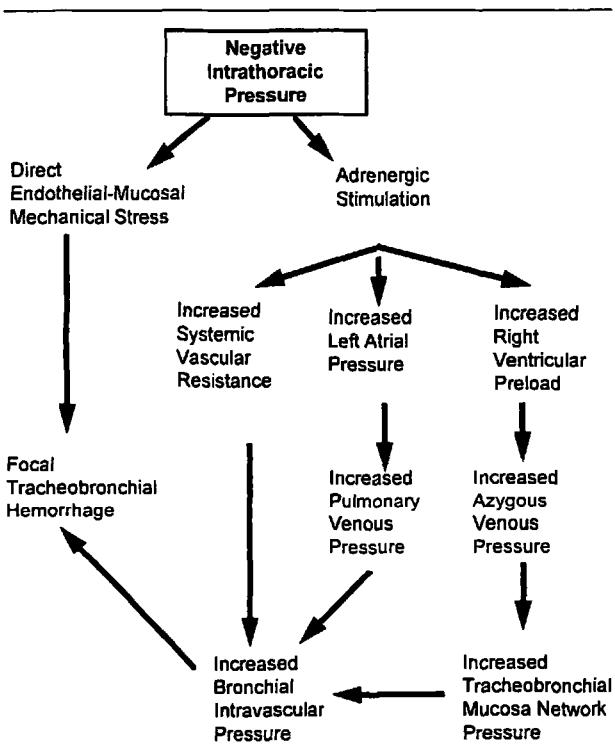 Negative
Intrathoracic
Pressure
Direct
Endothelial-Mucosal
Mechanical Stress
Adrenergic
Stimulation
Increased
Systemic
Vascular
Resistance
Increased
Left Atrial
Pressure
Increased
Right
Ventricular
Preload
Focal
Tracheobronchial
Hemorrhage
Increased
Pulmonary
Venous
Pressure
Increased
Azygous
Venous
Pressure
Increased
Bronchial
Intravascular
Pressure
Increased
Tracheobronchial
Mucosa Network
Pressure